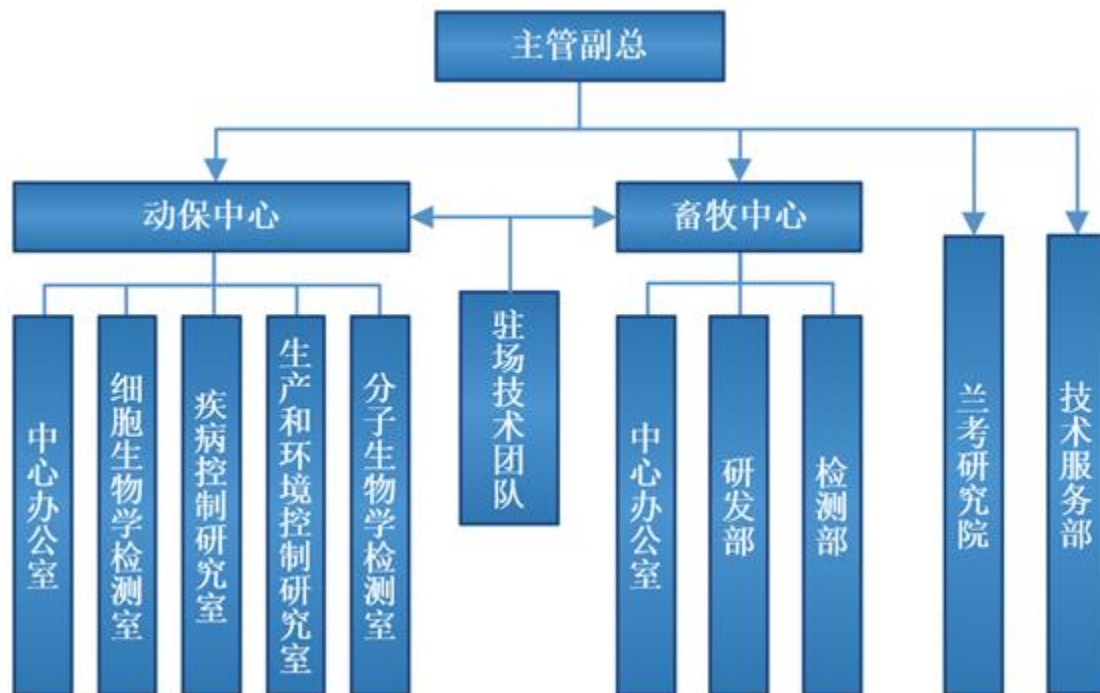 主管副总
动保中心
畜牧中心
中心办公室
细胞生物学检测室
疾病控制研究室
生产和环境控制研究室
分子生物学检测室
驻场技术团队
中心办公室
研发部
检测部
兰考研究院
技术服务部